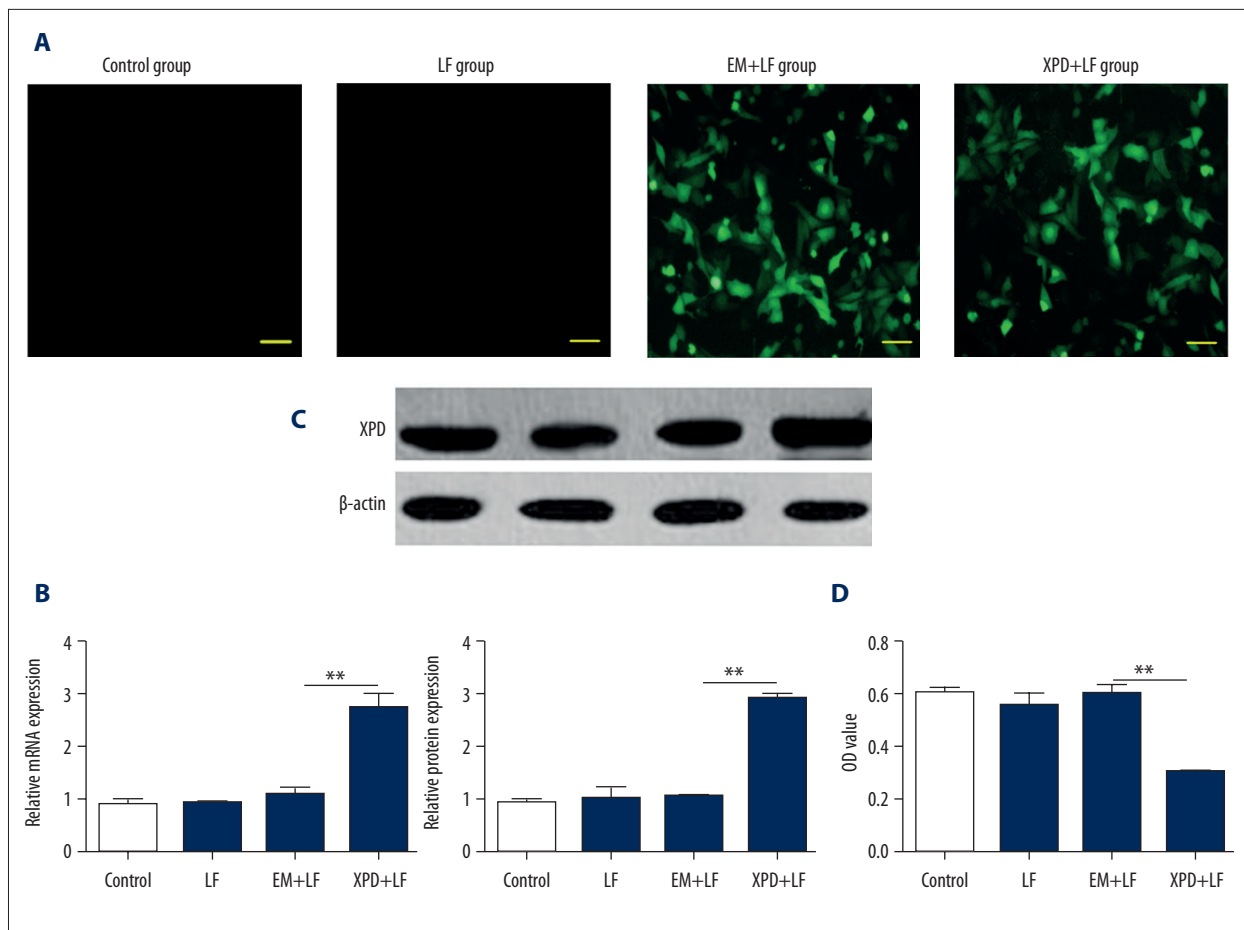 A
Control group
LF group
EM+LF group
XPD+LF group
C
XPD
β-actin
B
Relative mRNA expression
4
3
2
1
0
**
Control
LF
EM+LF
XPD+LF
Relative protein expression
4
3
2
1
0
**
Control
LF
EM+LF
XPD+LF
D
OD value
0.8
0.6
0.4
0.2
0.0
**
Control
LF
EM+LF
XPD+LF